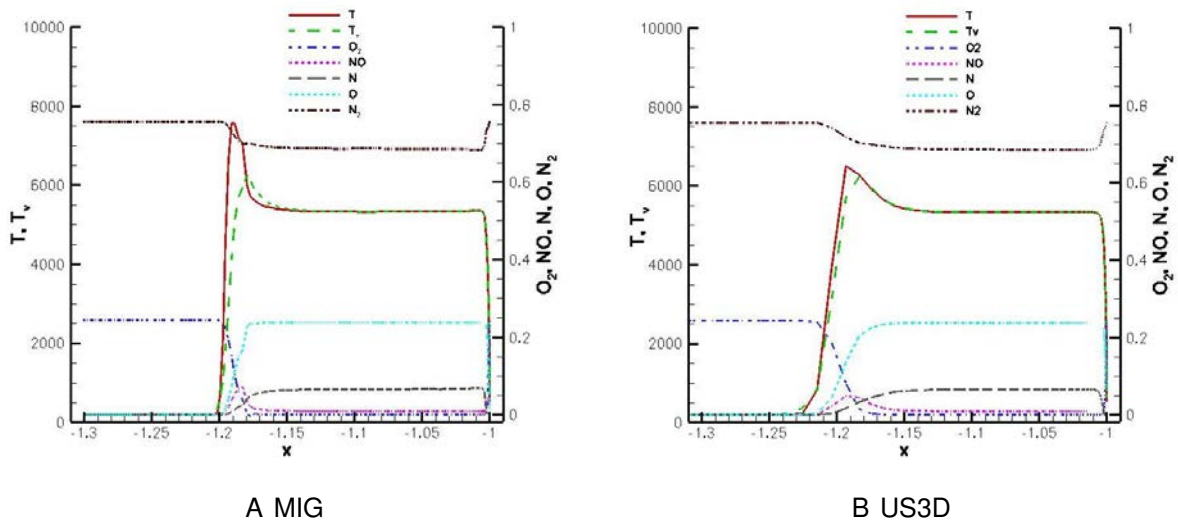 10000
8000
6000
4000
2000
0
T, Tᵥ
T
Tᵥ
O₂
NO
N
O
N₂
1
0.8
0.6
0.4
0.2
0
O₂, NO, N, O, N₂
-1.3 -1.25 -1.2 -1.15 -1.1 -1.05 -1
x
A MIG
10000
8000
6000
4000
2000
0
T, Tᵥ
T
Tv
O2
NO
N
O
N2
1
0.8
0.6
0.4
0.2
0
O₂, NO, N, O, N₂
-1.3 -1.25 -1.2 -1.15 -1.1 -1.05 -1
x
B US3D